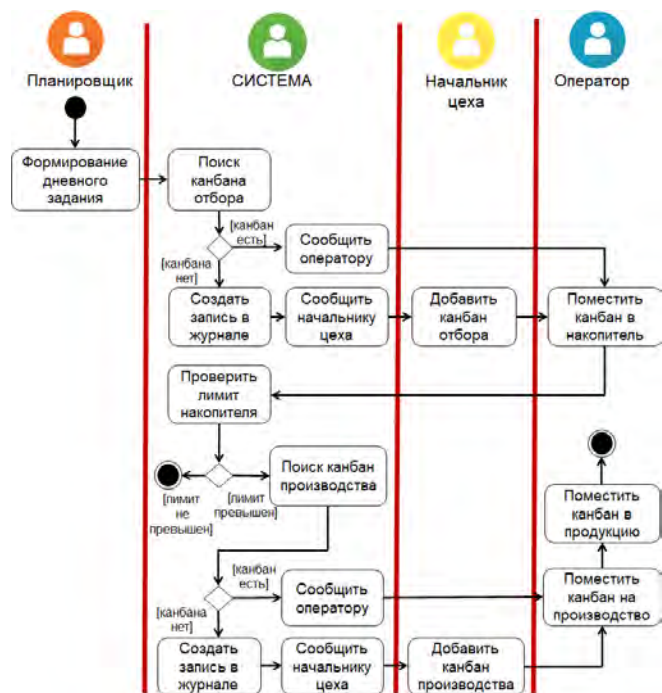 Планировщик
СИСТЕМА
Начальник
цеха
Оператор
Формирование
дневного
задания
Поиск
канбана
отбора
[канбан
есть]
[канбана
нет]
Сообщить
оператору
Создать
запись в
журнале
Сообщить
начальнику
цеха
Добавить
канбан
отбора
Поместить
канбан в
накопитель
Проверить
лимит
накопителя
[лимит
не
превышен]
[лимит
превышен]
Поиск канбан
производства
Поместить
канбан в
продукцию
[канбан
есть]
[канбана
нет]
Сообщить
оператору
Поместить
канбан на
производство
Создать
запись в
журнале
Сообщить
начальнику
цеха
Добавить
канбан
производства